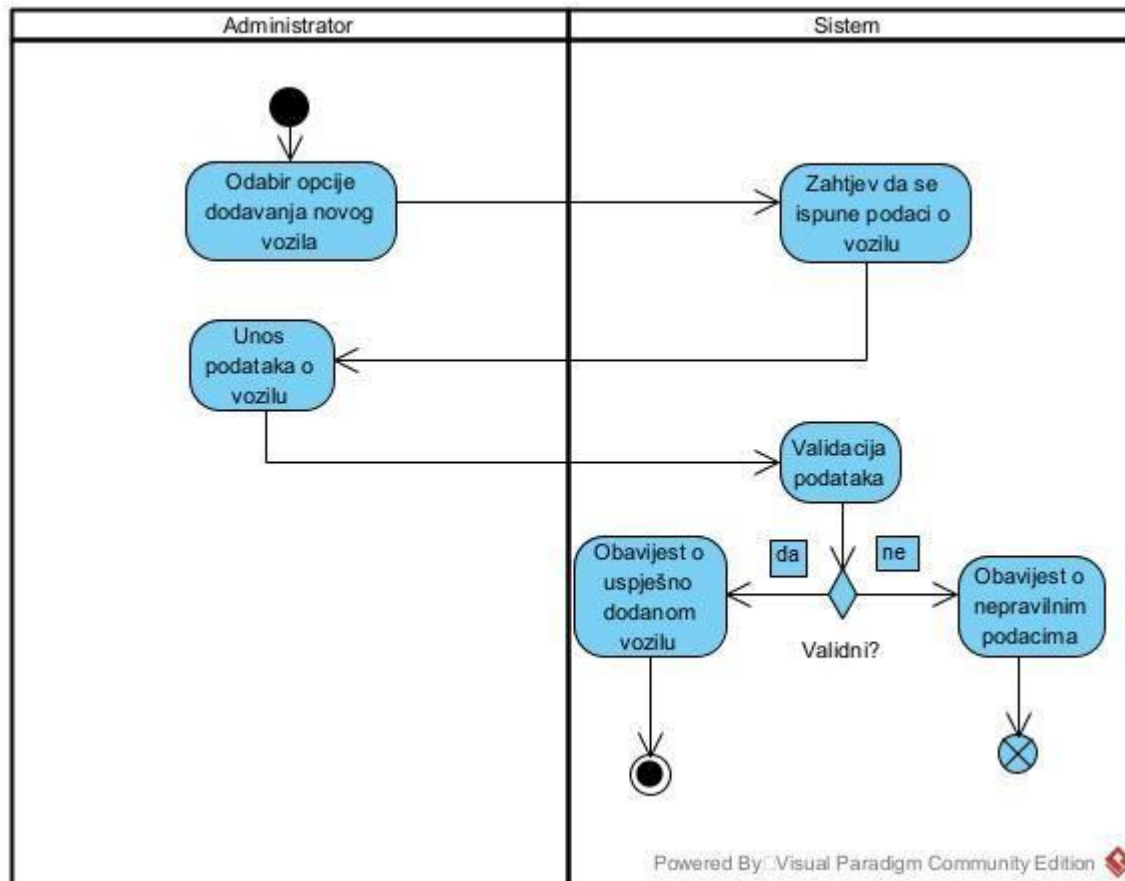 Administrator
Sistem
Odabir opcije
dodavanja novog
vozila
Zahtjev da se
ispune podaci o
vozilu
Unos
podataka o
vozilu
Validacija
podataka
da
ne
Obavijest o
uspješno
dodanom
vozilu
Obavijest o
nepravilnim
podacima
Validni?
Powered By Visual Paradigm Community Edition